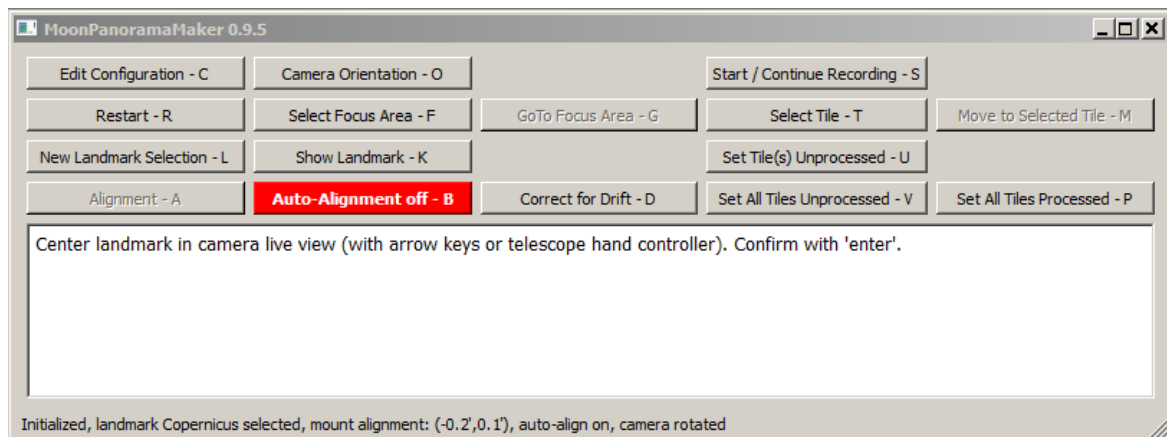 MoonPanoramaMaker 0.9.5
Edit Configuration - C Camera Orientation - O Start / Continue Recording - S
Restart - R Select Focus Area - F GoTo Focus Area - G Select Tile - T Move to Selected Tile - M
New Landmark Selection - L Show Landmark - K Set Tile(s) Unprocessed - U
Alignment - A Auto-Alignment off - B Correct for Drift - D Set All Tiles Unprocessed - V Set All Tiles Processed - P
Center landmark in camera live view (with arrow keys or telescope hand controller). Confirm with 'enter'.
Initialized, landmark Copernicus selected, mount alignment: (-0.2',0.1'), auto-align on, camera rotated